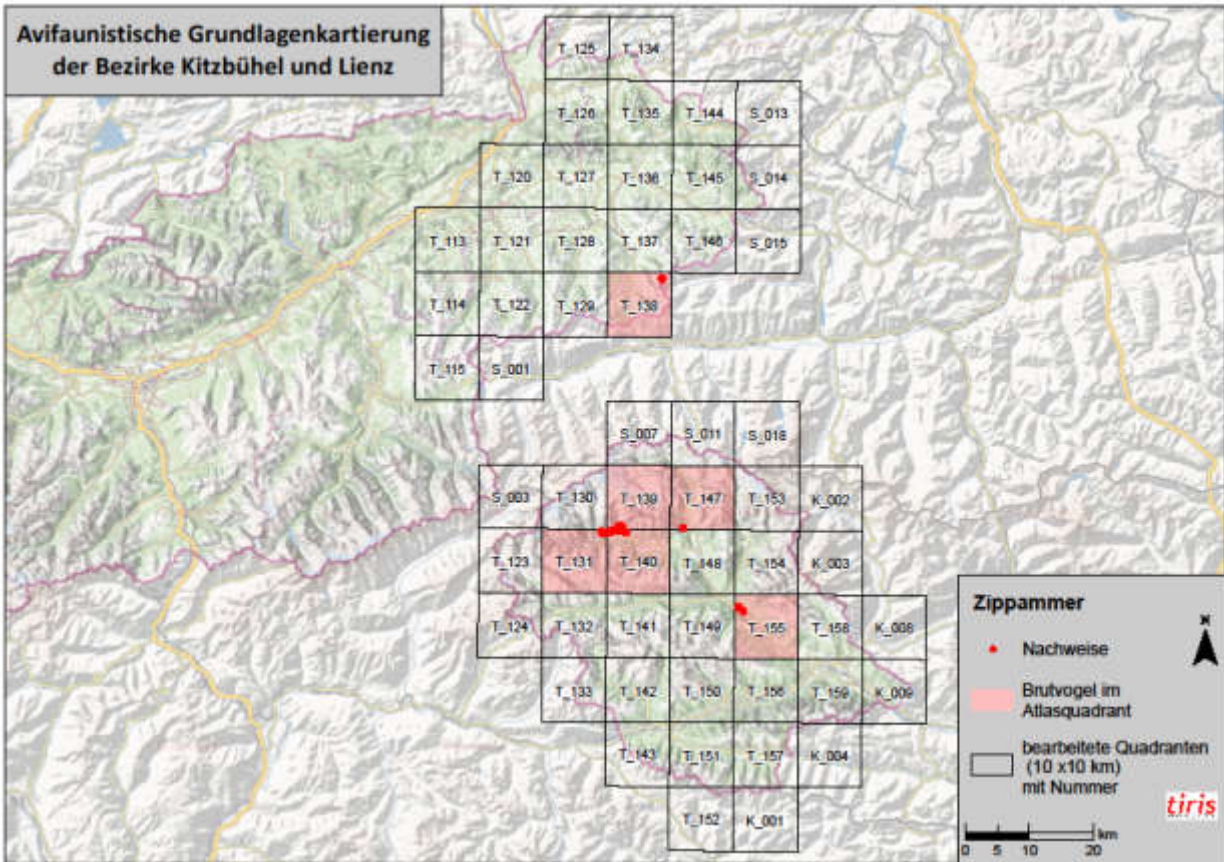 Avifaunistische Grundlagenkartierung
der Bezirke Kitzbühel und Lienz
T_125 T_134
T_126 T_135 T_144 S_013
T_120 T_127 T_136 T_145 S_014
T_113 T_121 T_128 T_137 T_146 S_015
T_114 T_122 T_129 T_138
T_115 S_001
S_007 S_011 S_018
S_003 T_130 T_139 T_147 T_153 K_002
T_123 T_131 T_140 T_148 T_154 K_003
T_124 T_132 T_141 T_149 T_155 T_158 K_008
T_133 T_142 T_150 T_156 T_159 K_009
T_143 T_151 T_157 K_004
T_152 K_001
Zippammer
N
Nachweise
Brutvogel im
Atlasquadrant
bearbeitete Quadranten
(10 x10 km)
mit Nummer
tiris
km
0 5 10 20